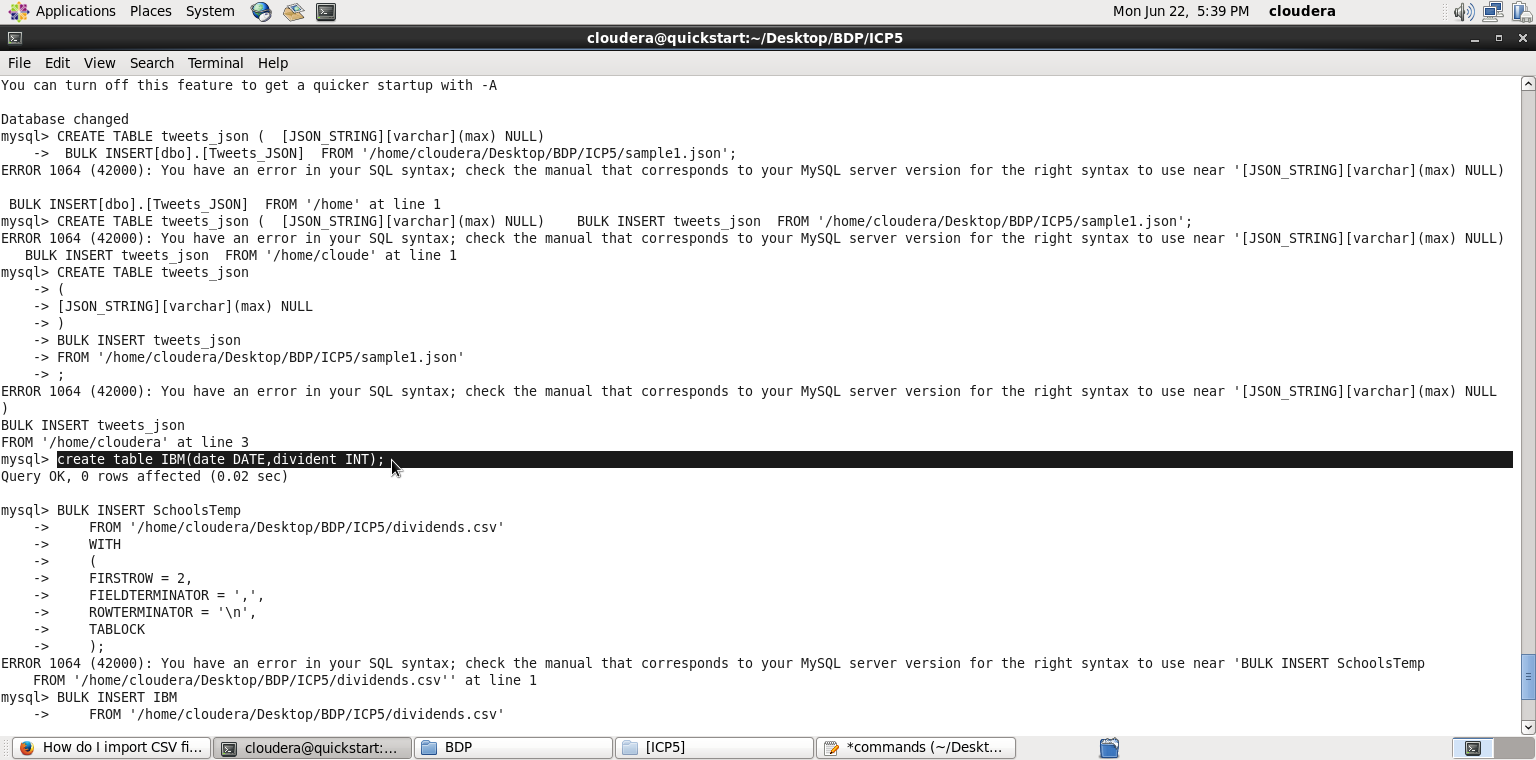 Applications Places System Mon Jun 22, 5:39 PM cloudera
cloudera@quickstart:~/Desktop/BDP/ICP5
File Edit View Search Terminal Help
You can turn off this feature to get a quicker startup with -A
Database changed
mysql> CREATE TABLE tweets_json (  [JSON_STRING][varchar](max) NULL)
    ->  BULK INSERT[dbo].[Tweets_JSON]  FROM '/home/cloudera/Desktop/BDP/ICP5/sample1.json';
ERROR 1064 (42000): You have an error in your SQL syntax; check the manual that corresponds to your MySQL server version for the right syntax to use near '[JSON_STRING][varchar](max) NULL)
 BULK INSERT[dbo].[Tweets_JSON]  FROM '/home' at line 1
mysql> CREATE TABLE tweets_json (  [JSON_STRING][varchar](max) NULL)    BULK INSERT tweets_json  FROM '/home/cloudera/Desktop/BDP/ICP5/sample1.json';
ERROR 1064 (42000): You have an error in your SQL syntax; check the manual that corresponds to your MySQL server version for the right syntax to use near '[JSON_STRING][varchar](max) NULL)
   BULK INSERT tweets_json  FROM '/home/cloude' at line 1
mysql> CREATE TABLE tweets_json
    -> (
    -> [JSON_STRING][varchar](max) NULL
    -> )
    -> BULK INSERT tweets_json
    -> FROM '/home/cloudera/Desktop/BDP/ICP5/sample1.json'
    -> ;
ERROR 1064 (42000): You have an error in your SQL syntax; check the manual that corresponds to your MySQL server version for the right syntax to use near '[JSON_STRING][varchar](max) NULL
)
BULK INSERT tweets_json
FROM '/home/cloudera' at line 3
mysql> create table IBM(date DATE,divident INT);
Query OK, 0 rows affected (0.02 sec)
mysql> BULK INSERT SchoolsTemp
    ->     FROM '/home/cloudera/Desktop/BDP/ICP5/dividends.csv'
    ->     WITH
    ->     (
    ->     FIRSTROW = 2,
    ->     FIELDTERMINATOR = ',',
    ->     ROWTERMINATOR = '\n',
    ->     TABLOCK
    ->     );
ERROR 1064 (42000): You have an error in your SQL syntax; check the manual that corresponds to your MySQL server version for the right syntax to use near 'BULK INSERT SchoolsTemp
    FROM '/home/cloudera/Desktop/BDP/ICP5/dividends.csv'' at line 1
mysql> BULK INSERT IBM
    ->     FROM '/home/cloudera/Desktop/BDP/ICP5/dividends.csv'
How do I import CSV fi... cloudera@quickstart:... BDP [ICP5] *commands (~/Deskt...